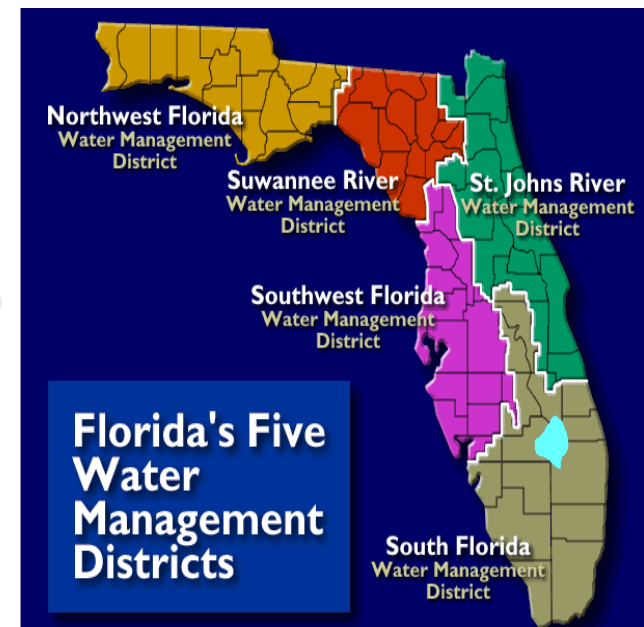 Northwest Florida
Water Management
District
Suwannee River
Water Management
District
St. Johns River
Water Management
District
Southwest Florida
Water Management
District
Florida's Five
Water
Management
Districts
South Florida
Water Management
District